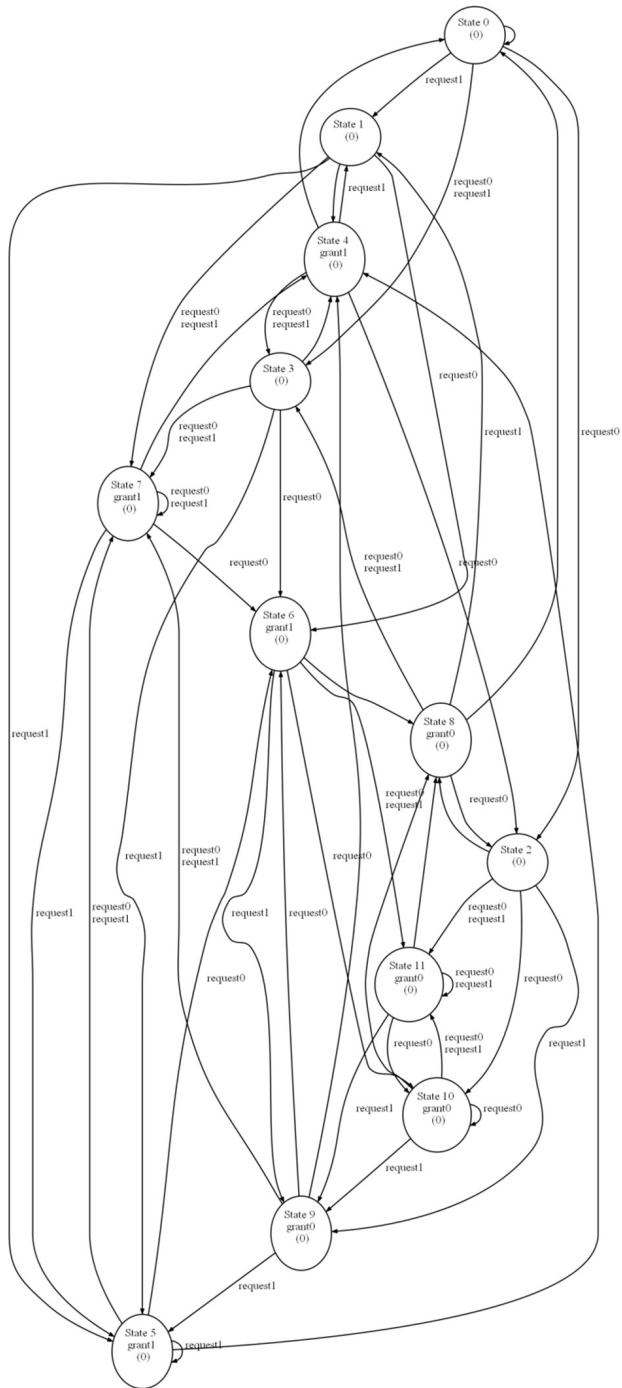 State 0
(0)
request1
State 1
(0)
request1
request0
request1
State 4
grant1
(0)
request0
request1
request0
request1
State 3
(0)
request0
request0
request1
request1
request0
State 7
grant1
(0)
request0
request1
request0
request0
request0
request1
request0
State 6
grant1
(0)
State 8
grant0
(0)
request1
request0
request1
request0
State 2
(0)
request1
request0
request1
request0
request1
request0
request1
request0
request0
request1
request0
request1
State 11
grant0
(0)
request0
request1
request0
request0
request0
request0
request1
request1
State 10
grant0
(0)
request0
request1
request1
State 9
grant0
(0)
request1
State 5
grant1
(0)
request1